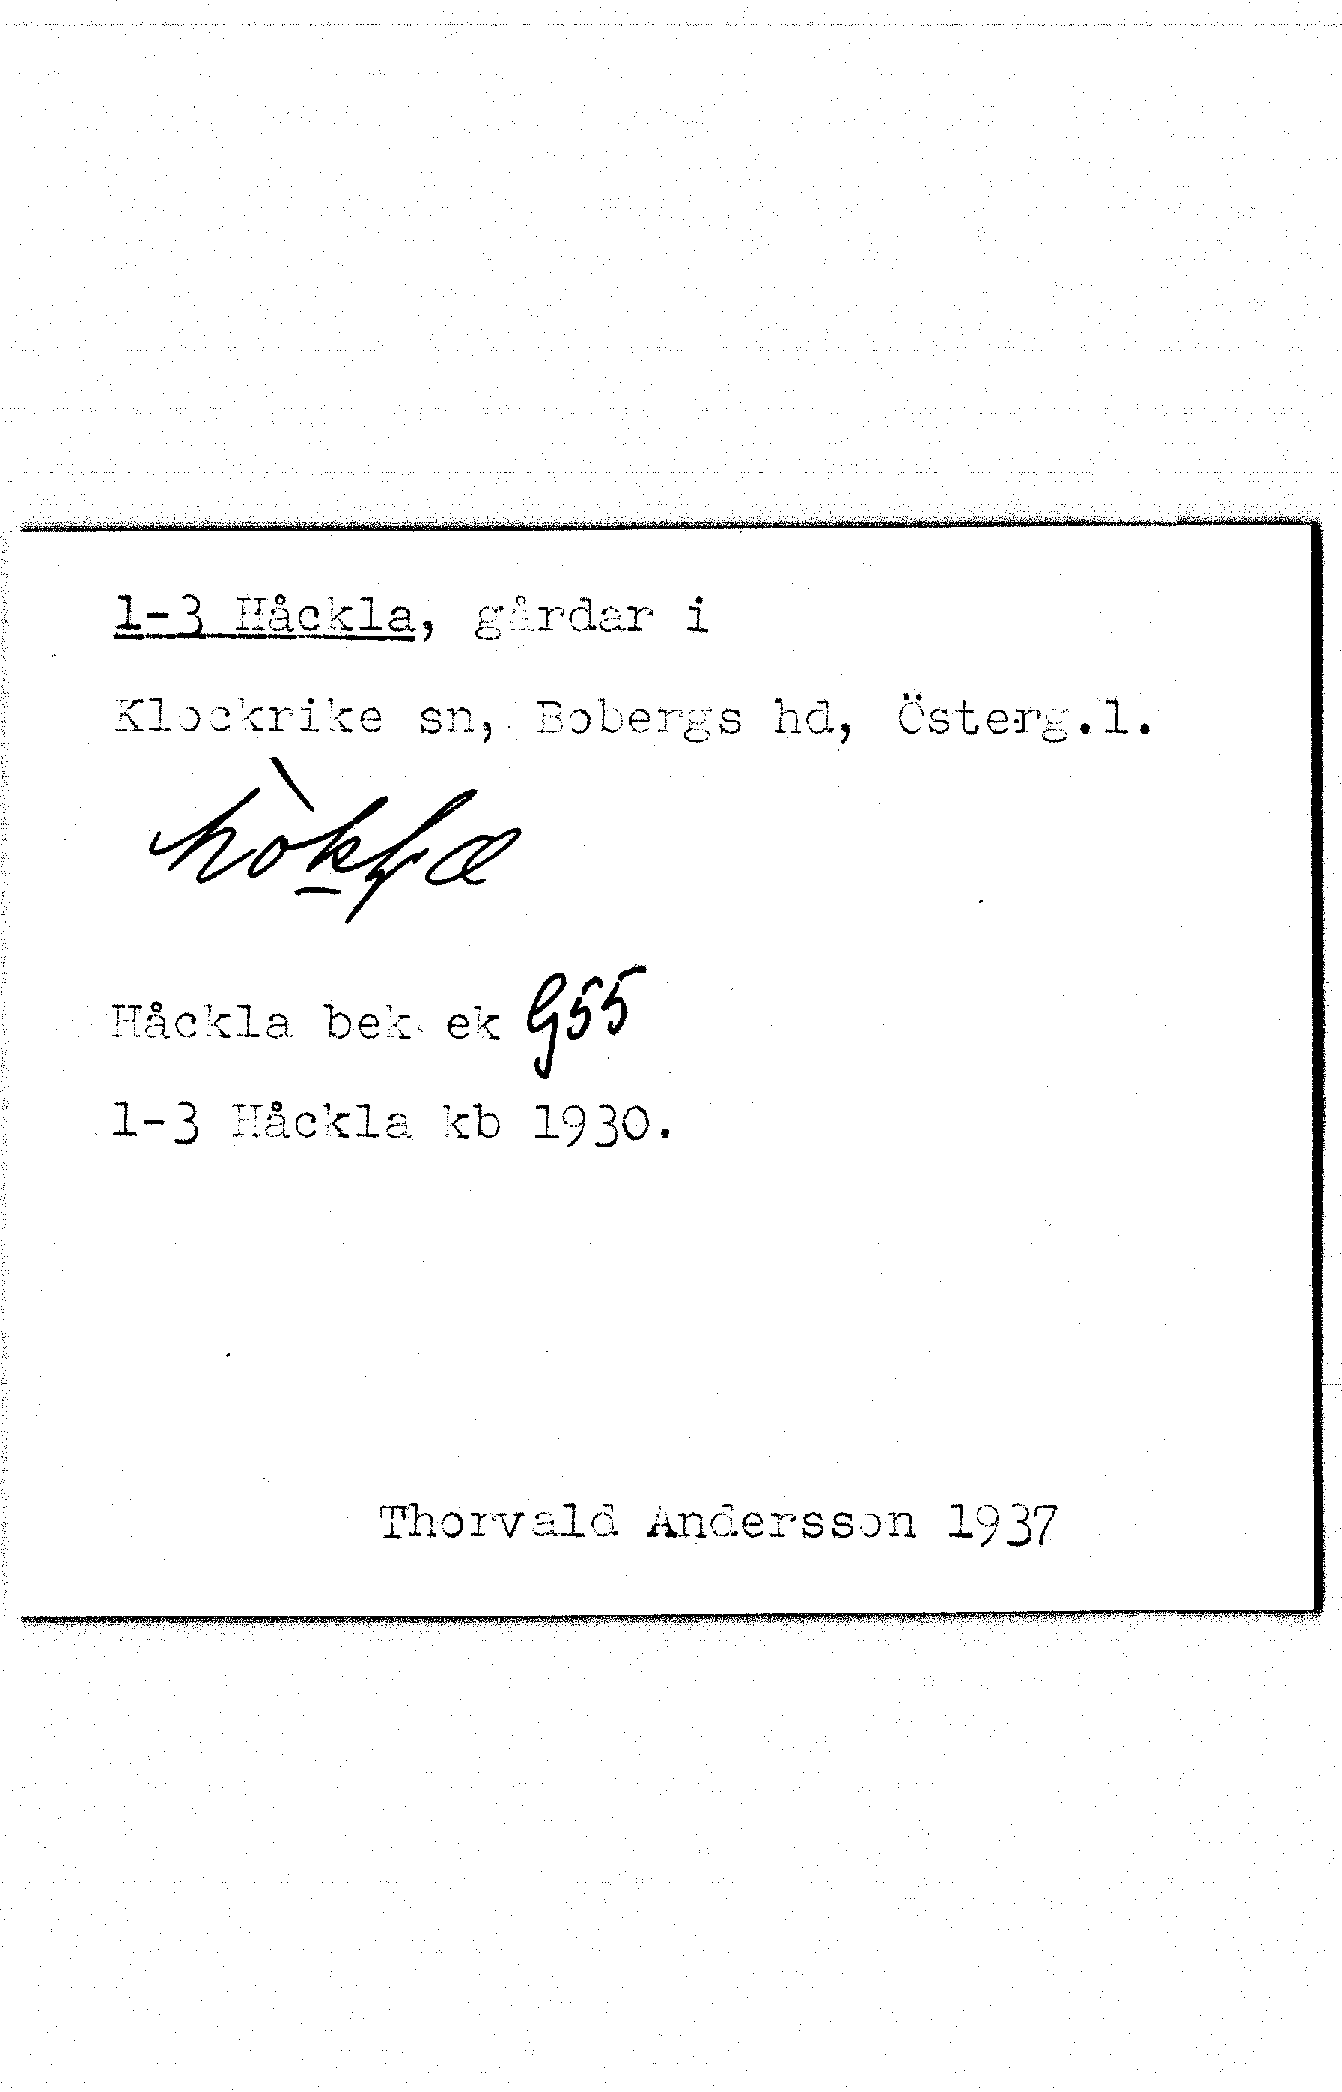 1-3 Håckla, gårdar i
Klockrike sn, Bobergs hd, Österg.l.
Håckla bek ek G55
1-3 Håckla kb 1930.
Thorvald Andersson 1937